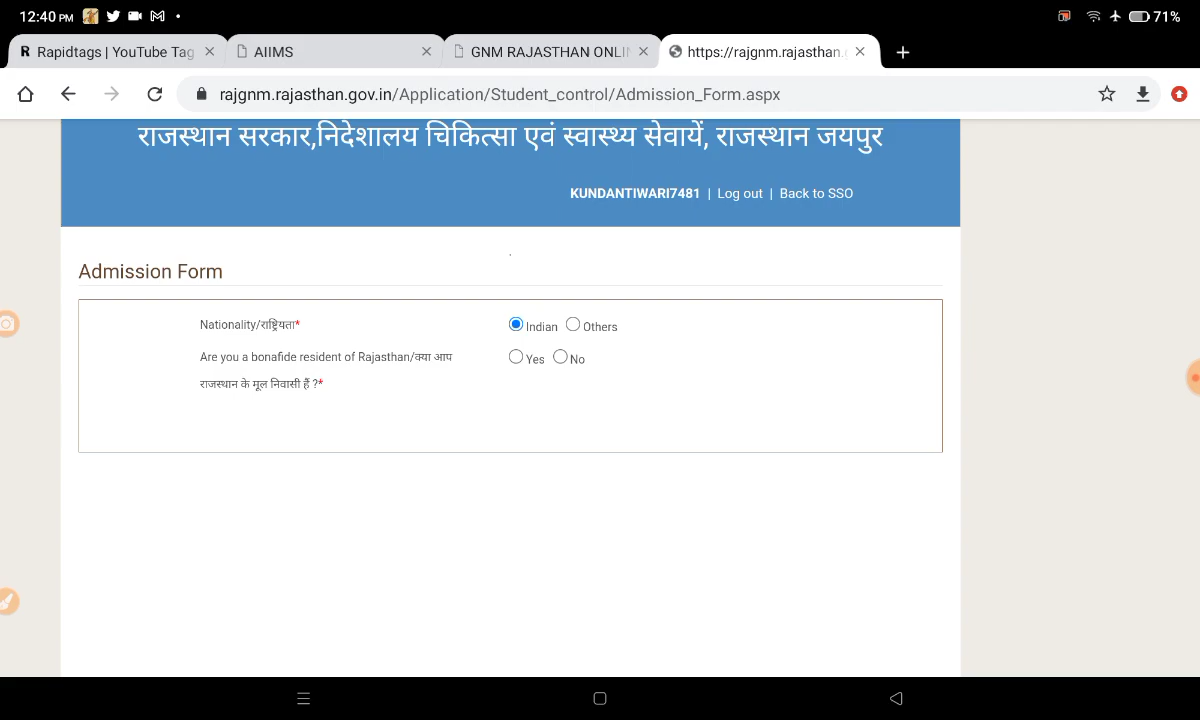 12:40 PM
71%
R Rapidtags | YouTube Tag
AIIMS
GNM RAJASTHAN ONLI
https://rajgnm.rajasthan.
rajgnm.rajasthan.gov.in/Application/Student_control/Admission_Form.aspx
राजस्थान सरकार,निदेशालय चिकित्सा एवं स्वास्थ्य सेवायें, राजस्थान जयपुर
KUNDANTIWARI7481 | Log out | Back to SSO
Admission Form
Nationality/राष्ट्रियता* Indian Others
Are you a bonafide resident of Rajasthan/क्या आप Yes No
राजस्थान के मूल निवासी हैं ?*